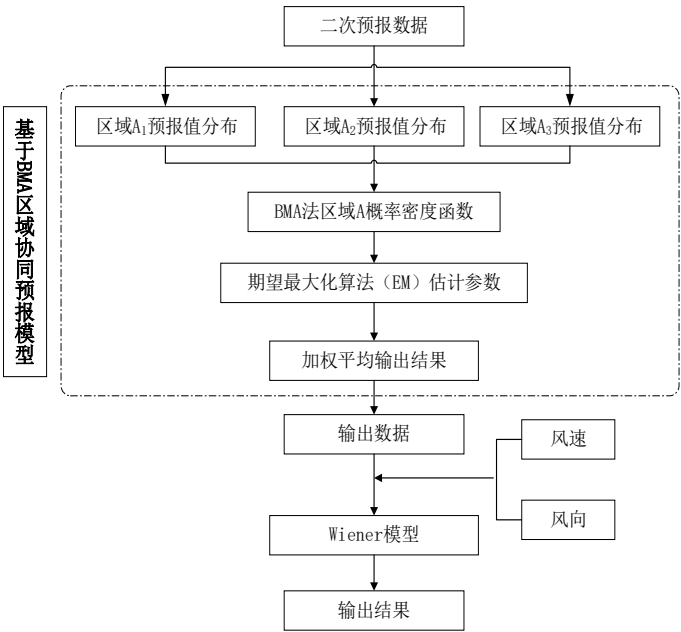 二次预报数据
区域A₁预报值分布
区域A₂预报值分布
区域A₃预报值分布
基于BMA区域协同预报模型
BMA法区域A概率密度函数
期望最大化算法（EM）估计参数
加权平均输出结果
输出数据
风速
风向
Wiener模型
输出结果